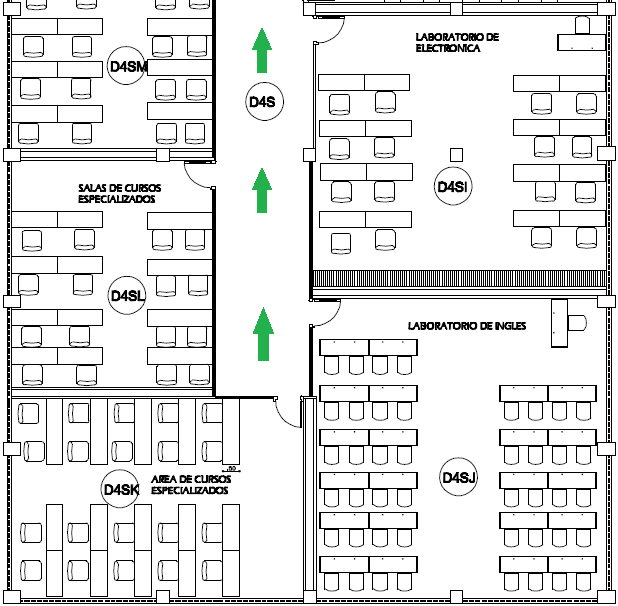 LABORATORIO DE
ELECTRONICA
D4SM
D4S
SALAS DE CURSOS
ESPECIALIZADOS
D4SI
D4SL
LABORATORIO DE INGLES
.50
AREA DE CURSOS
ESPECIALIZADOS
D4SK
D4SJ